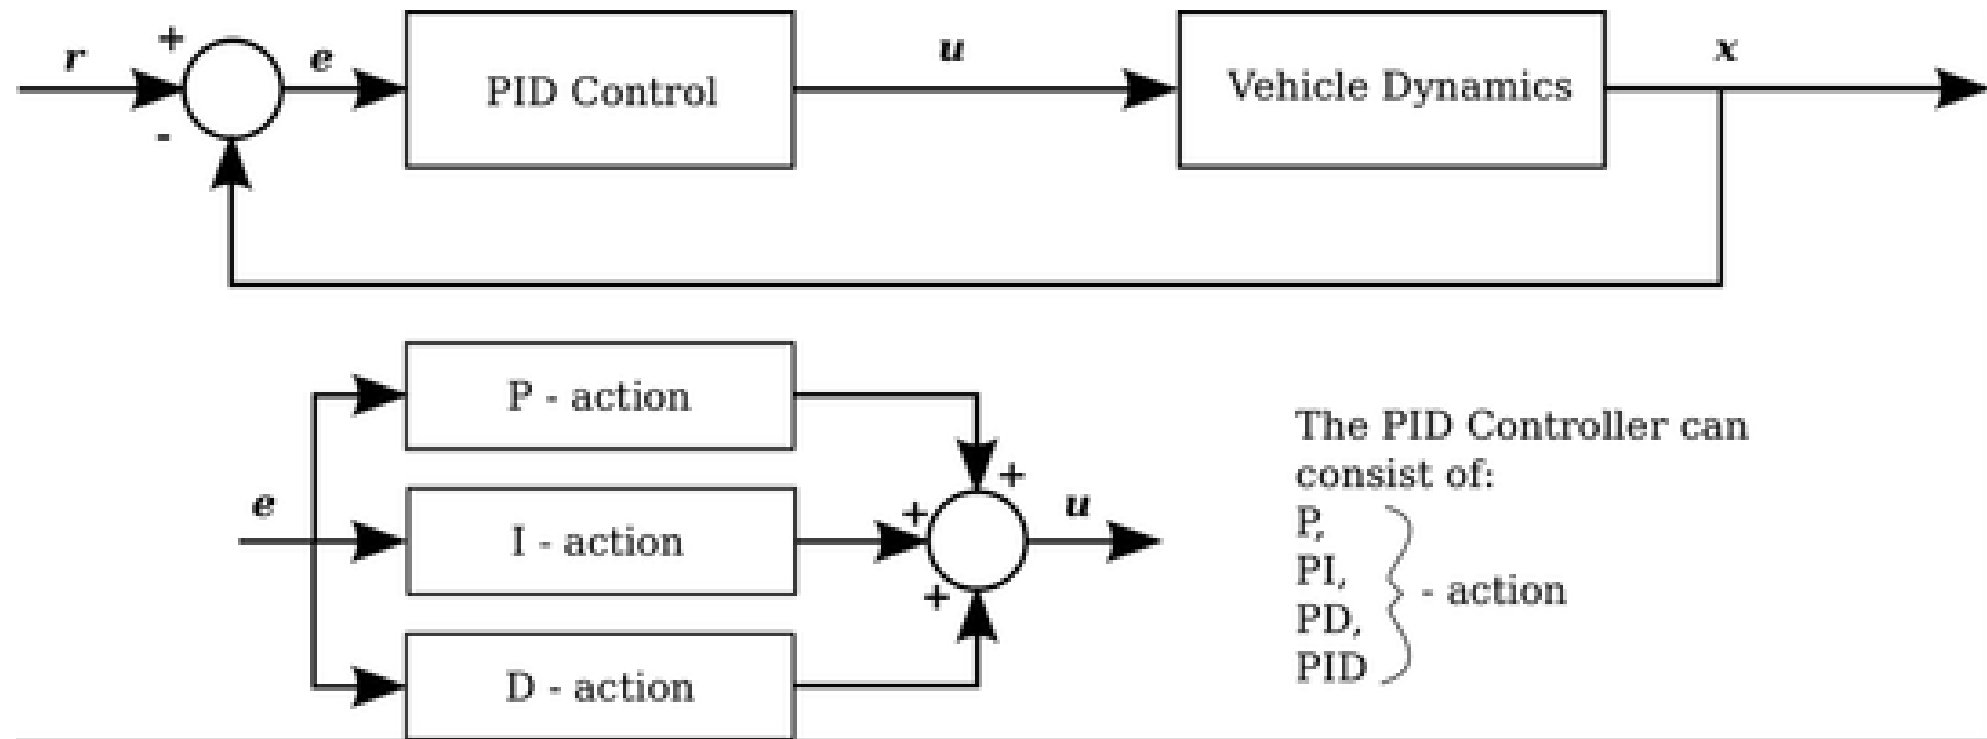 r
+
-
e
PID Control
u
Vehicle Dynamics
x
e
P - action
I - action
D - action
+
+
+
u
The PID Controller can
consist of:
P,
PI,
PD,
PID
- action